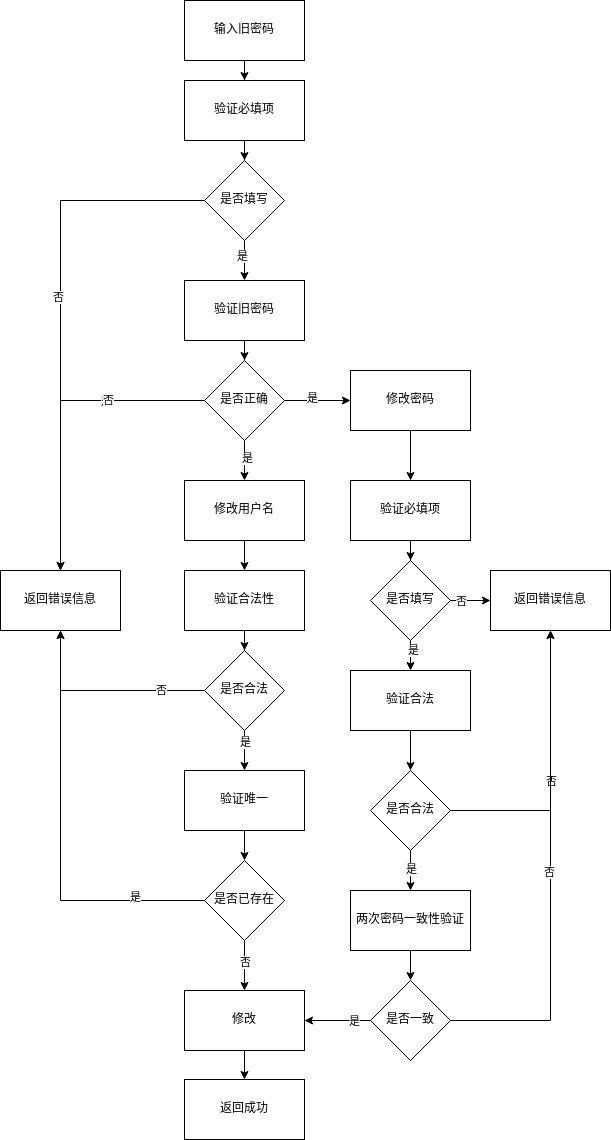 输入旧密码
验证必填项
是否填写
是
否
验证旧密码
是否正确
否
是
修改密码
是
修改用户名
验证必填项
返回错误信息
验证合法性
是否填写
否
返回错误信息
是
是否合法
否
验证合法
是
否
验证唯一
是否合法
是
否
是否已存在
是
两次密码一致性验证
否
修改
是
是否一致
返回成功